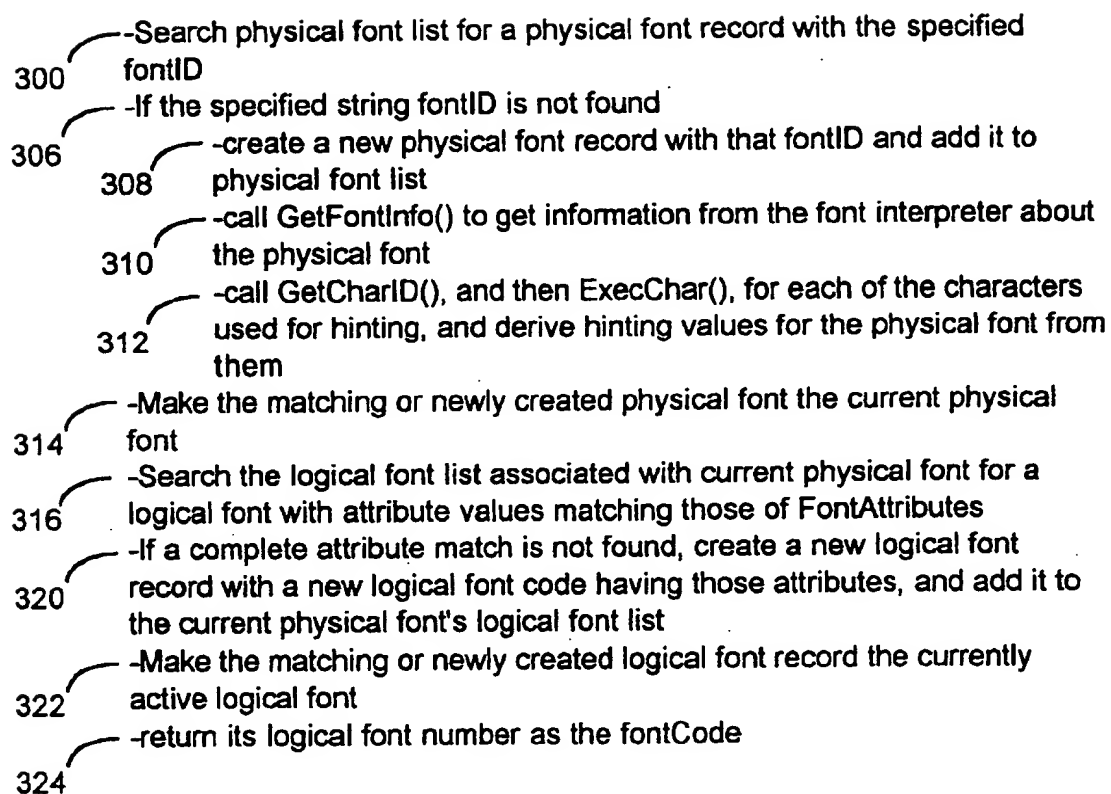 -Search physical font list for a physical font record with the specified
300 fontID
-If the specified string fontID is not found
306
-create a new physical font record with that fontID and add it to
308 physical font list
-call GetFontInfo() to get information from the font interpreter about
310 the physical font
-call GetCharID(), and then ExecChar(), for each of the characters
312 used for hinting, and derive hinting values for the physical font from
them
-Make the matching or newly created physical font the current physical
314 font
-Search the logical font list associated with current physical font for a
316 logical font with attribute values matching those of FontAttributes
-If a complete attribute match is not found, create a new logical font
320 record with a new logical font code having those attributes, and add it to
the current physical font's logical font list
-Make the matching or newly created logical font record the currently
322 active logical font
-return its logical font number as the fontCode
324